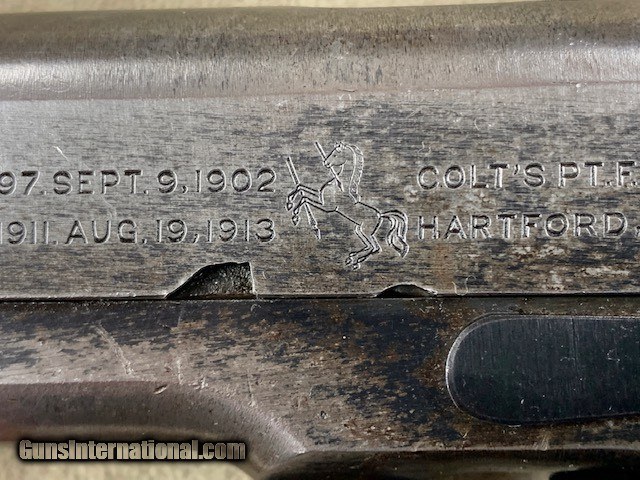 97. SEPT. 9, 1902
1911. AUG. 19, 1913
COLT'S PT. F.
HARTFORD,
GunsInternational.com